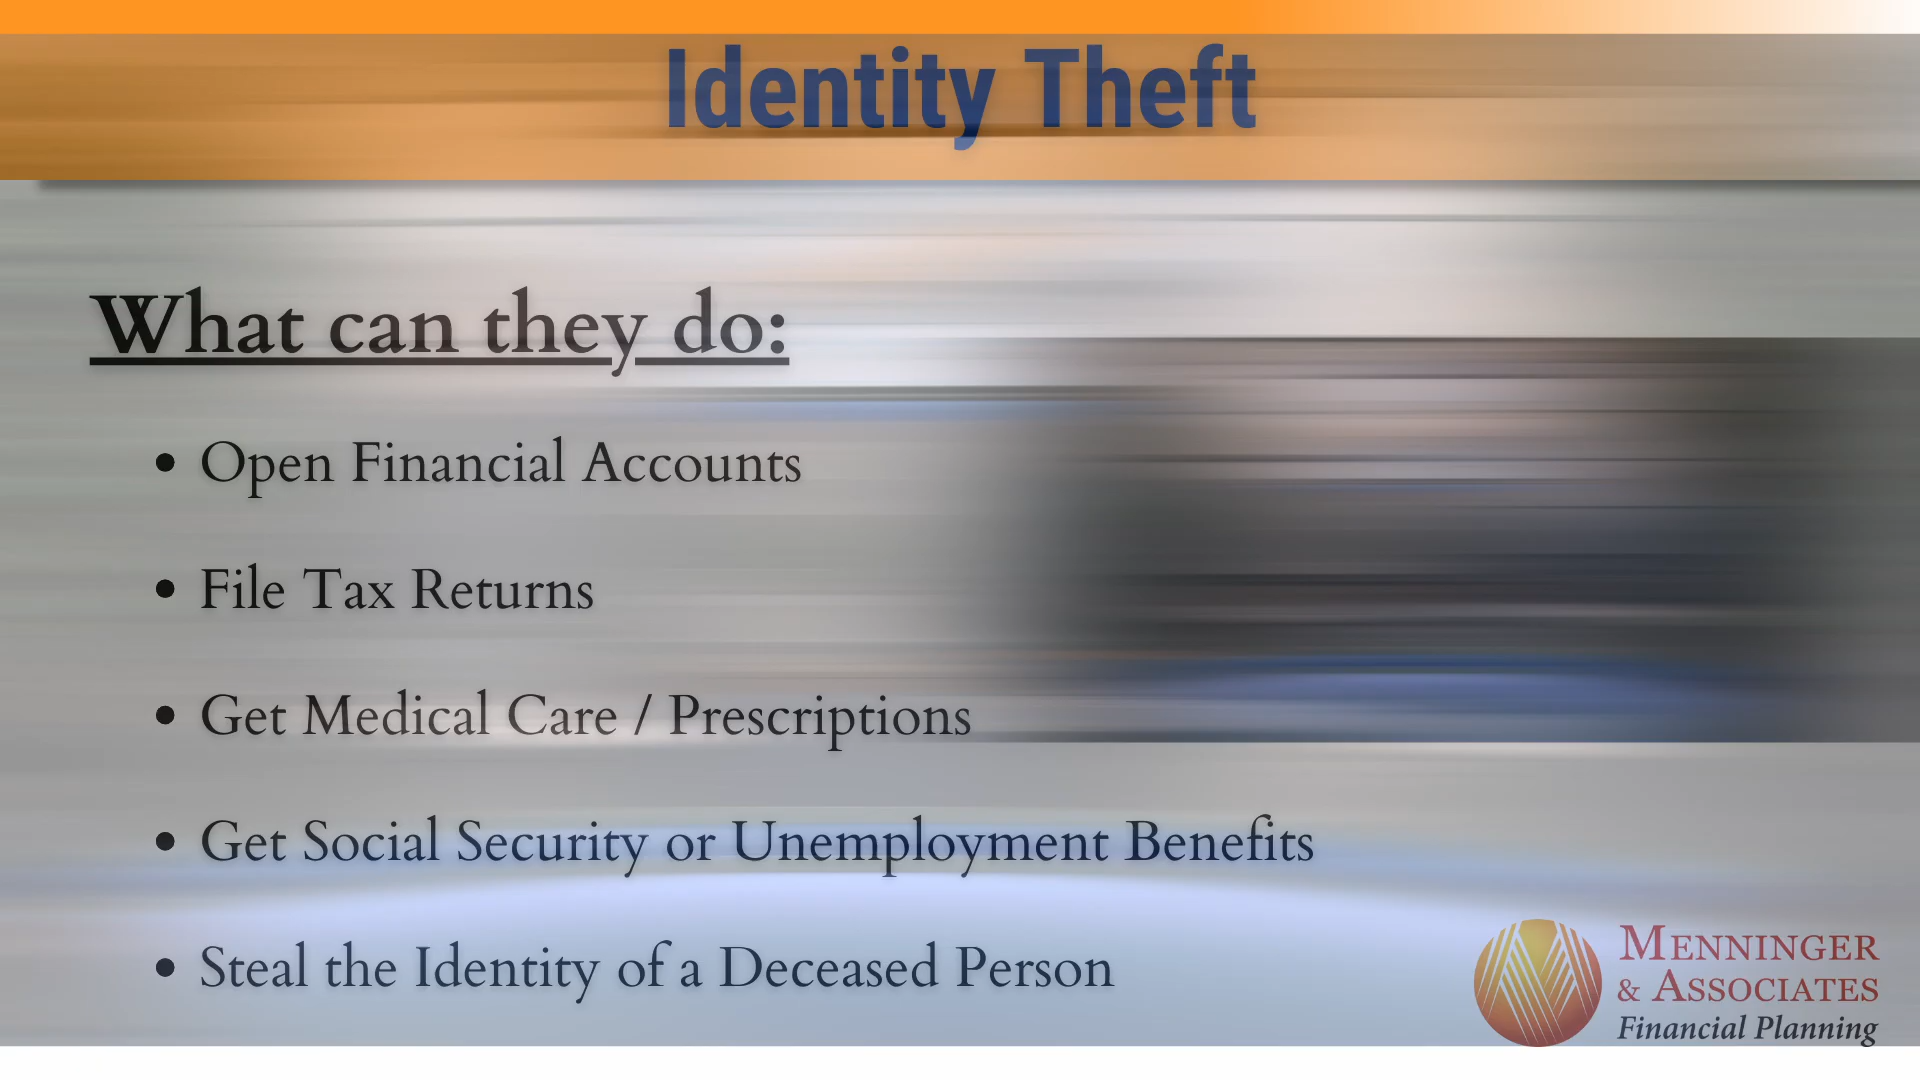 Identity Theft
What can they do:
• Open Financial Accounts
• File Tax Returns
• Get Medical Care / Prescriptions
• Get Social Security or Unemployment Benefits
• Steal the Identity of a Deceased Person
MENNINGER
& ASSOCIATES
Financial Planning